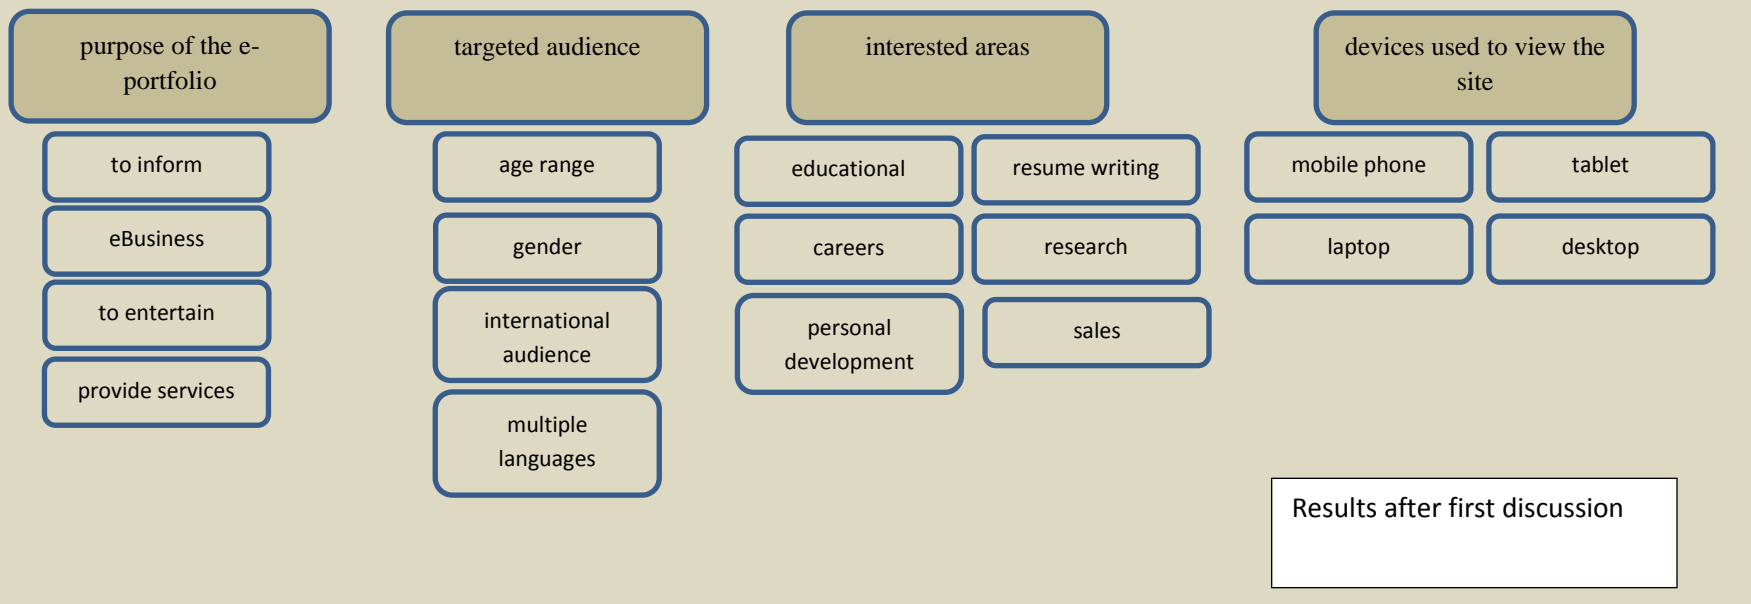 purpose of the e-
portfolio
to inform
eBusiness
to entertain
provide services
targeted audience
age range
gender
international
audience
multiple
languages
interested areas
educational
resume writing
careers
research
personal
development
sales
devices used to view the
site
mobile phone
tablet
laptop
desktop
Results after first discussion